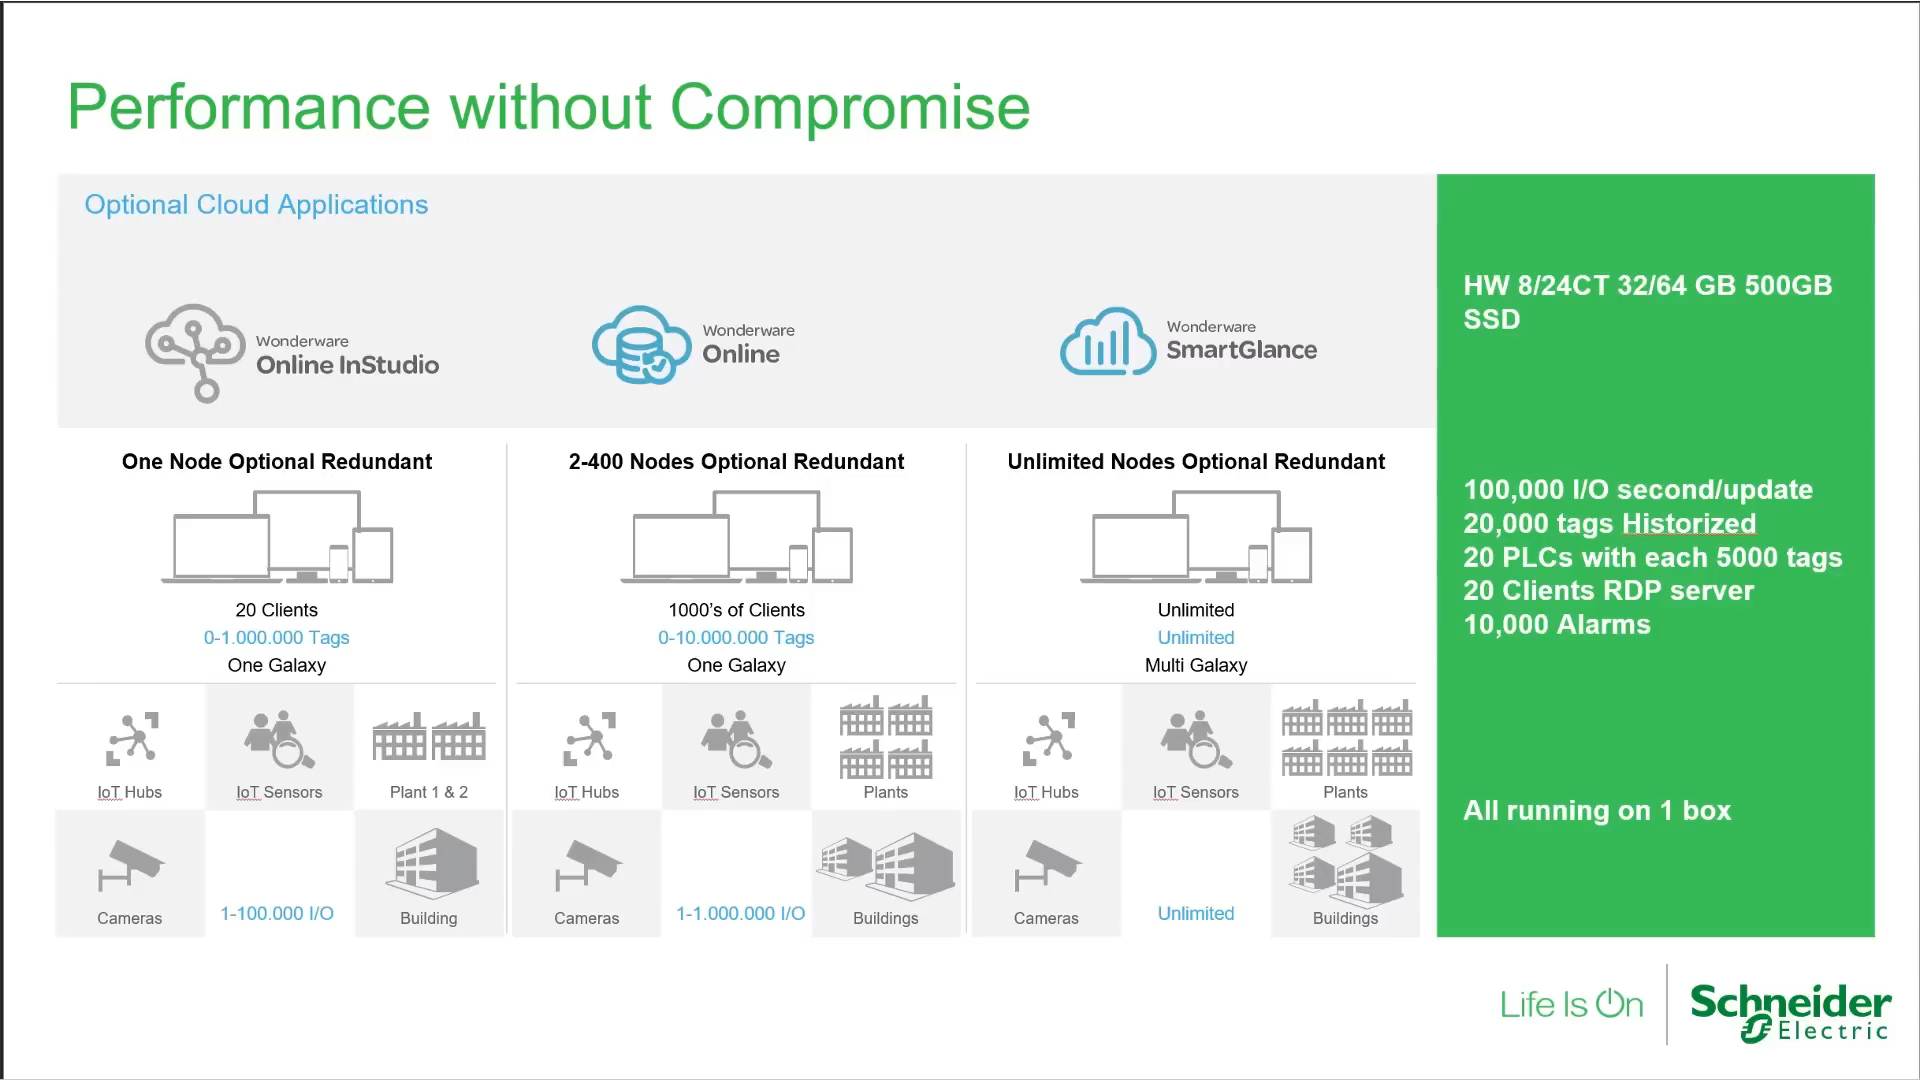 Performance without Compromise
Optional Cloud Applications
Wonderware
Online InStudio
Wonderware
Online
Wonderware
SmartGlance
One Node Optional Redundant
20 Clients
0-1.000.000 Tags
One Galaxy
IoT Hubs
IoT Sensors
Plant 1 & 2
Cameras
1-100.000 I/O
Building
2-400 Nodes Optional Redundant
1000’s of Clients
0-10.000.000 Tags
One Galaxy
IoT Hubs
IoT Sensors
Plants
Cameras
1-1.000.000 I/O
Buildings
Unlimited Nodes Optional Redundant
Unlimited
Unlimited
Multi Galaxy
IoT Hubs
IoT Sensors
Plants
Cameras
Unlimited
Buildings
HW 8/24CT 32/64 GB 500GB
SSD
100,000 I/O second/update
20,000 tags Historized
20 PLCs with each 5000 tags
20 Clients RDP server
10,000 Alarms
All running on 1 box
Life Is On
Schneider
Electric